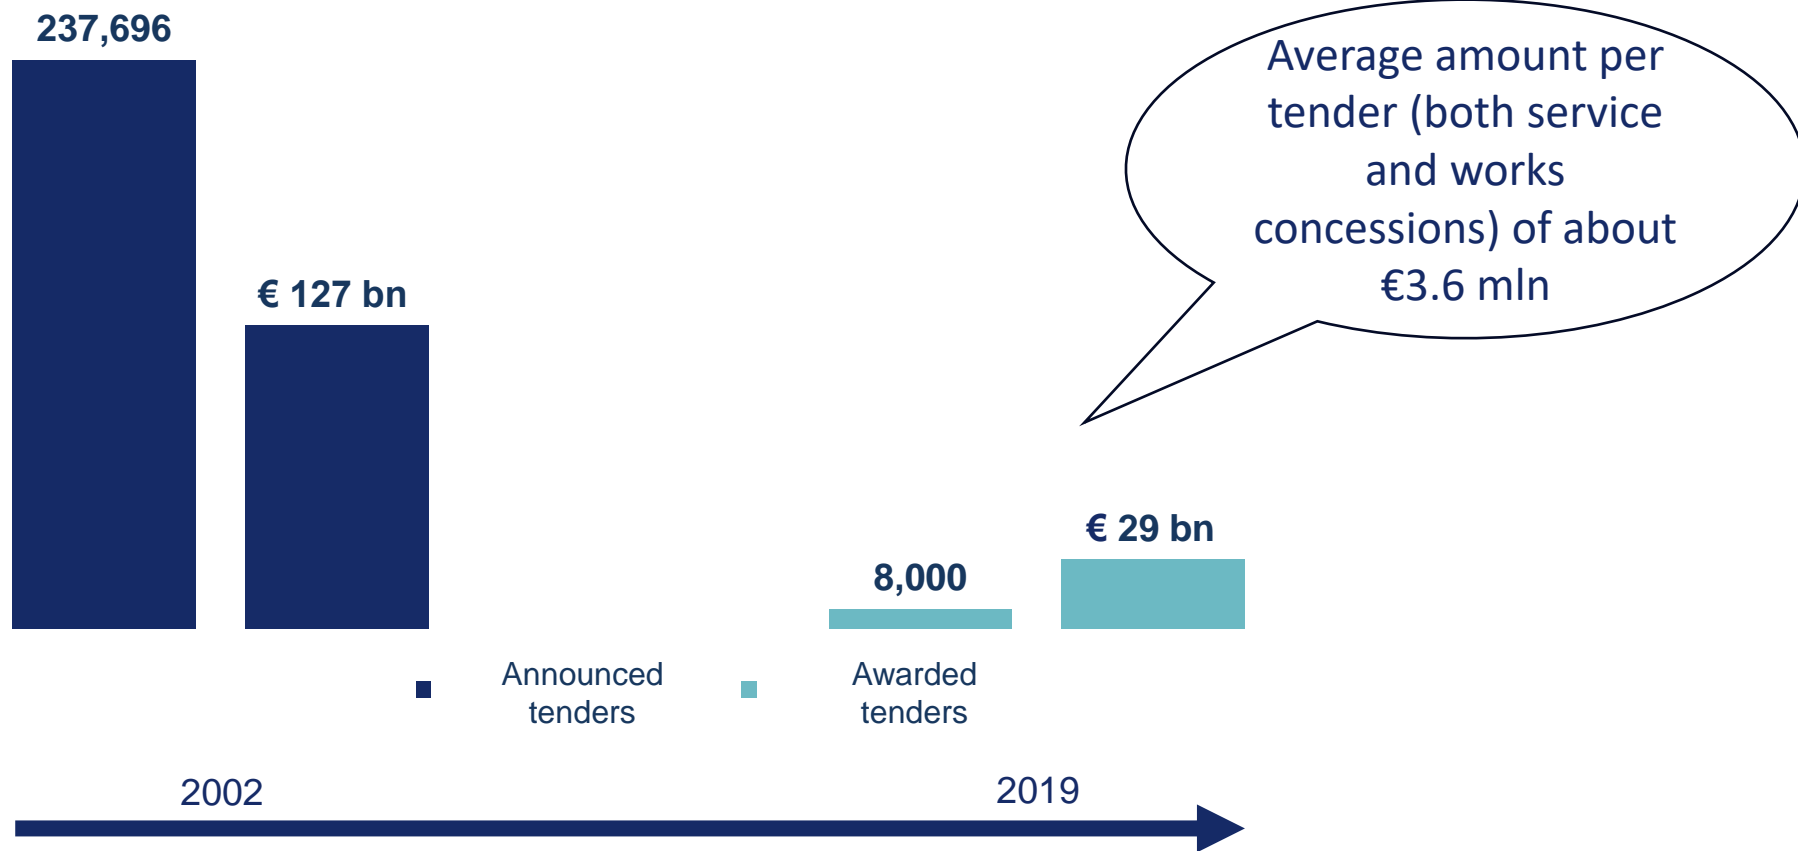 237,696
€ 127 bn
Average amount per
tender (both service
and works
concessions) of about
€3.6 mln
8,000
€ 29 bn
Announced
tenders
Awarded
tenders
2002
2019